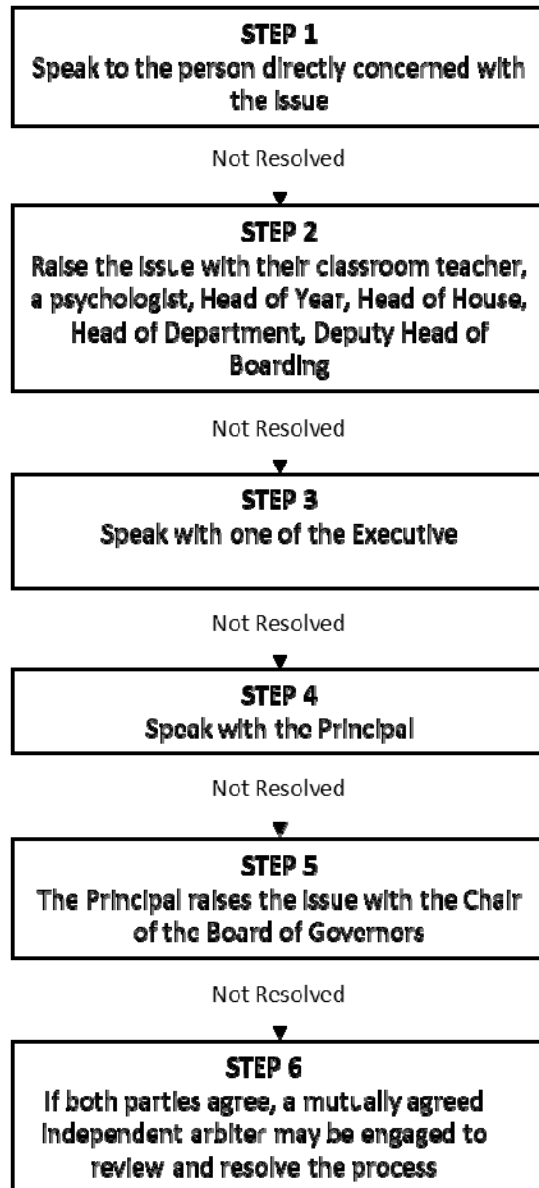 STEP 1
Speak to the person directly concerned with
the issue
Not Resolved
STEP 2
Raise the issue with their classroom teacher,
a psychologist, Head of Year, Head of House,
Head of Department, Deputy Head of
Boarding
Not Resolved
STEP 3
Speak with one of the Executive
Not Resolved
STEP 4
Speak with the Principal
Not Resolved
STEP 5
The Principal raises the issue with the Chair
of the Board of Governors
Not Resolved
STEP 6
If both parties agree, a mutually agreed
independent arbiter may be engaged to
review and resolve the process